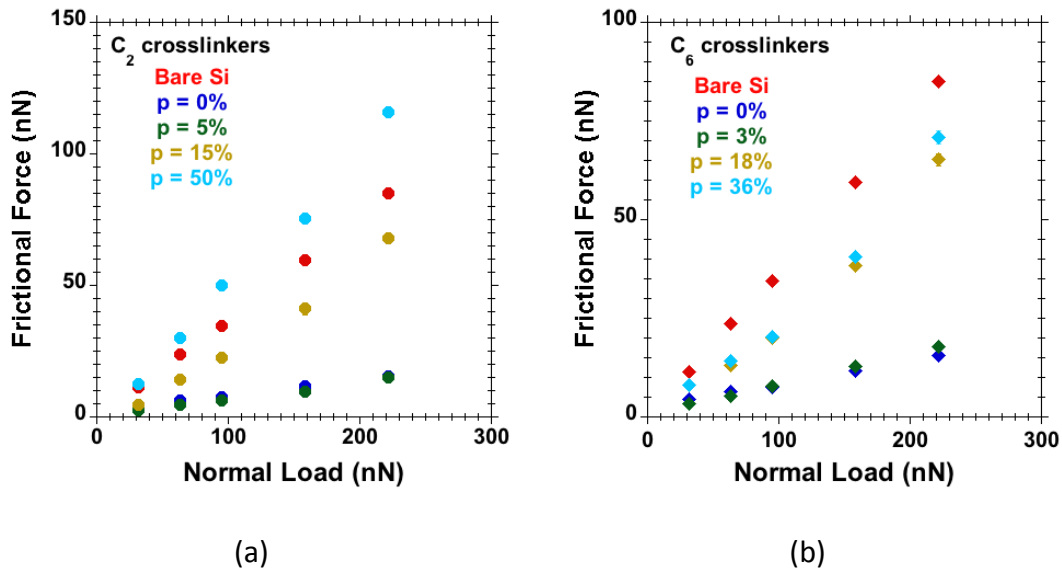 150
C2 crosslinkers
Bare Si
p = 0%
p = 5%
p = 15%
p = 50%
100
50
0
0 100 200 300
Frictional Force (nN)
Normal Load (nN)
(a)
100
C6 crosslinkers
Bare Si
p = 0%
p = 3%
p = 18%
p = 36%
50
0
0 100 200 300
Frictional Force (nN)
Normal Load (nN)
(b)